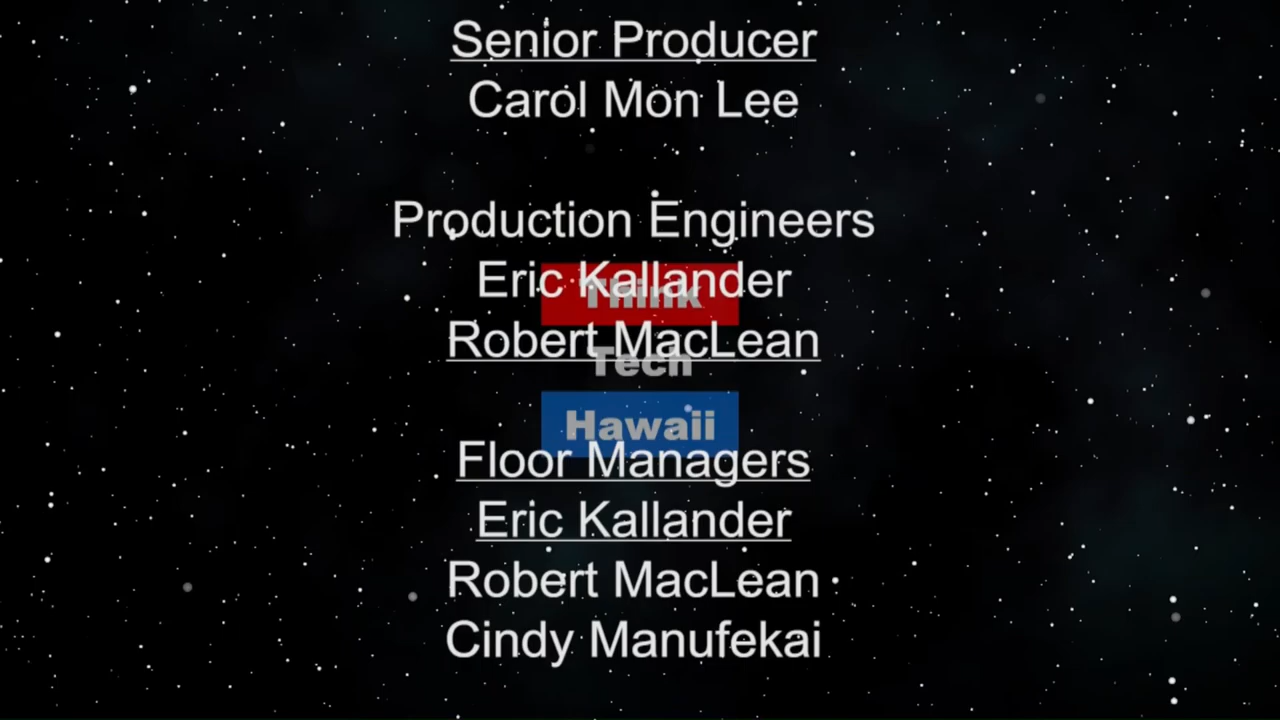 Senior Producer
Carol Mon Lee
Production Engineers
Eric Kallander
Think
Robert MacLean
Tech
Hawaii
Floor Managers
Eric Kallander
Robert MacLean
Cindy Manufekai